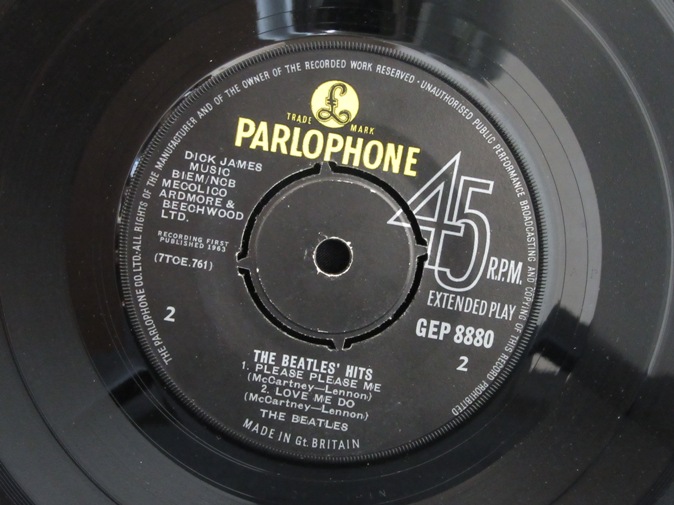 THE PARLOPHONE CO.LTD·ALL RIGHTS OF THE MANUFACTURER AND OF THE OWNER OF THE RECORDED WORK RESERVED·UNAUTHORISED PUBLIC PERFORMANCE BROADCASTING AND COPYING OF THIS RECORD PROHIBITED
£
TRADE MARK
PARLOPHONE
DICK JAMES
MUSIC
BIEM/NCB
MECOLICO
ARDMORE &
BEECHWOOD
LTD.
RECORDING FIRST
PUBLISHED 1963
(7TOE.761)
2
45
R.P.M.
EXTENDED PLAY
GEP 8880
2
THE BEATLES' HITS
1. PLEASE PLEASE ME
(McCartney—Lennon)
2. LOVE ME DO
(McCartney—Lennon)
THE BEATLES
MADE IN Gt. BRITAIN